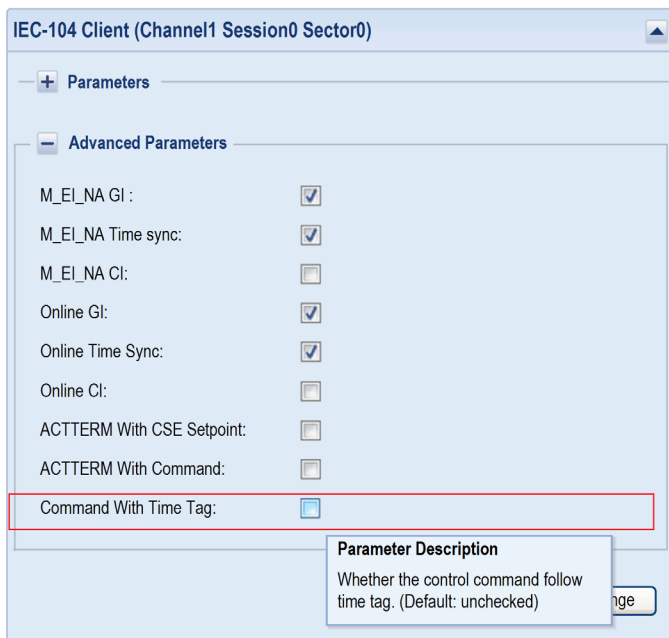 IEC-104 Client (Channel1 Session0 Sector0)
Parameters
Advanced Parameters
M_EI_NA GI :
M_EI_NA Time sync:
M_EI_NA CI:
Online GI:
Online Time Sync:
Online CI:
ACTTERM With CSE Setpoint:
ACTTERM With Command:
Command With Time Tag:
Parameter Description
Whether the control command follow
time tag. (Default: unchecked)
nge